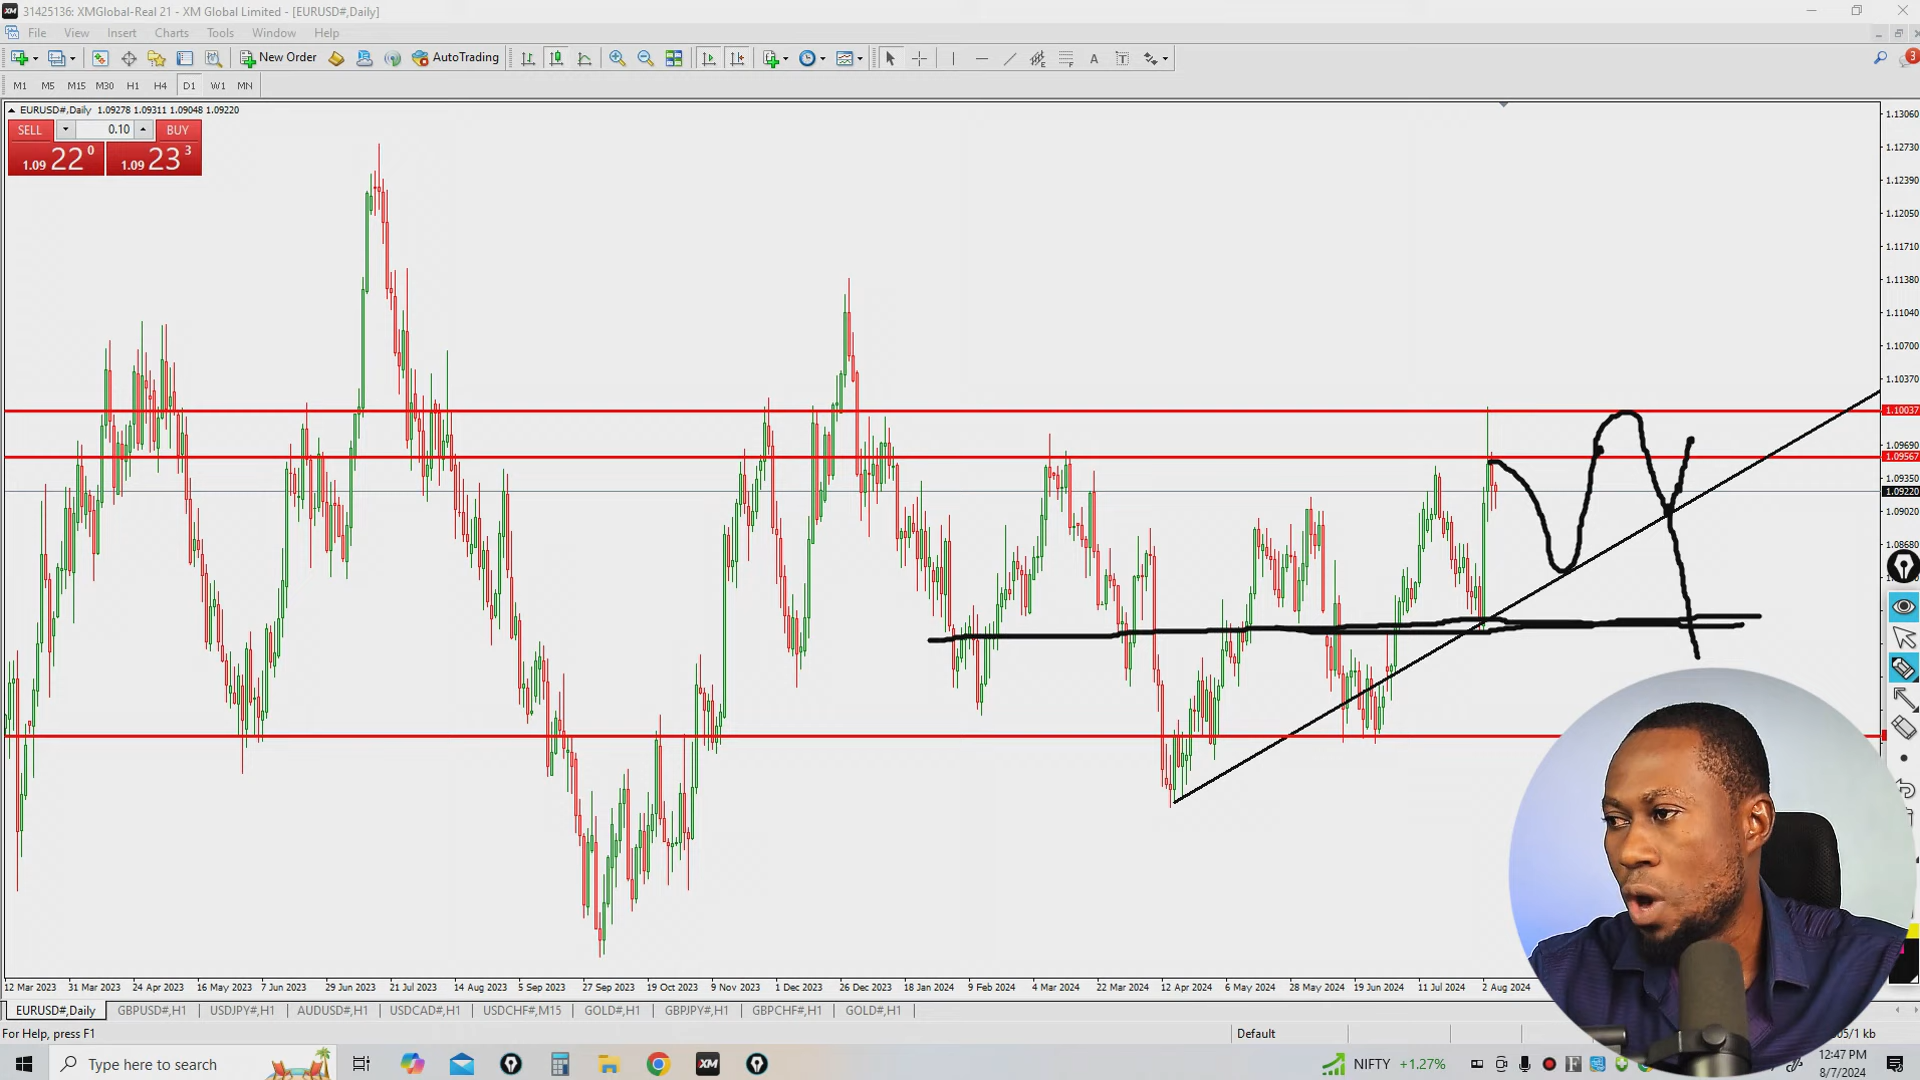 31425136: XMGlobal-Real 21 - XM Global Limited - [EURUSD#,Daily]
File View Insert Charts Tools Window Help
New Order AutoTrading
M1 M5 M15 M30 H1 H4 D1 W1 MN
EURUSD#,Daily 1.09278 1.09311 1.09048 1.09220
SELL 0.10 BUY
1.09 22 0 1.09 23 3
3
1.13060
1.12730
1.12390
1.12050
1.11710
1.11380
1.11040
1.10700
1.10370
1.10037
1.09690
1.09567
1.09350
1.09220
1.09020
1.08680
12 Mar 2023 31 Mar 2023 24 Apr 2023 16 May 2023 7 Jun 2023 29 Jun 2023 21 Jul 2023 14 Aug 2023 5 Sep 2023 27 Sep 2023 19 Oct 2023 9 Nov 2023 1 Dec 2023 26 Dec 2023 18 Jan 2024 9 Feb 2024 4 Mar 2024 22 Mar 2024 12 Apr 2024 6 May 2024 28 May 2024 19 Jun 2024 11 Jul 2024 2 Aug 2024
EURUSD#,Daily GBPUSD#,H1 USDJPY#,H1 AUDUSD#,H1 USDCAD#,H1 USDCHF#,M15 GOLD#,H1 GBPJPY#,H1 GBPCHF#,H1 GOLD#,H1
For Help, press F1 Default 05/1 kb
Type here to search XM NIFTY +1.27% 12:47 PM
8/7/2024